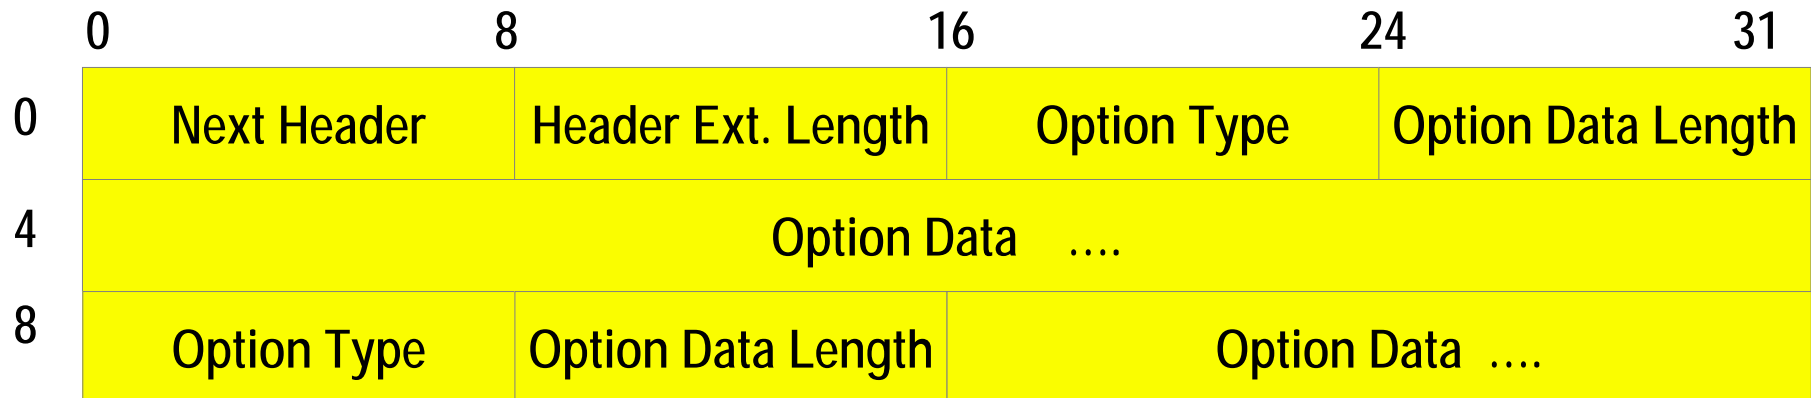 0 8 16 24 31
0 Next Header Header Ext. Length Option Type Option Data Length
4 Option Data ....
8 Option Type Option Data Length Option Data ....